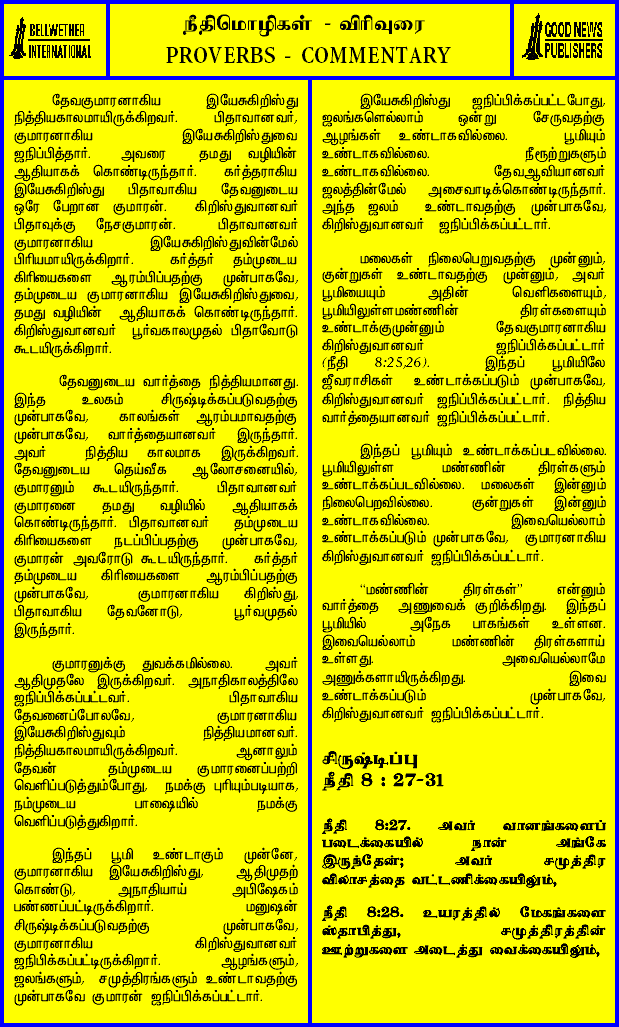 BELLWETHER
INTERNATIONAL
நீதிமொழிகள் - விரிவுரை
PROVERBS - COMMENTARY
GOOD NEWS
PUBLISHERS
தேவகுமாரனாகிய இயேசுகிறிஸ்து
நித்தியகாலமாயிருக்கிறவர். பிதாவானவர்,
குமாரனாகிய இயேசுகிறிஸ்துவை
ஜநிப்பித்தார். அவரை தமது வழியின்
ஆதியாகக் கொண்டிருந்தார். கர்த்தராகிய
இயேசுகிறிஸ்து பிதாவாகிய தேவனுடைய
ஒரே பேறான குமாரன். கிறிஸ்துவானவர்
பிதாவுக்கு நேசகுமாரன். பிதாவானவர்
குமாரனாகிய இயேசுகிறிஸ்துவின்மேல்
பிரியமாயிருக்கிறார். கர்த்தர் தம்முடைய
கிரியைகளை ஆரம்பிப்பதற்கு முன்பாகவே,
தம்முடைய குமாரனாகிய இயேசுகிறிஸ்துவை,
தமது வழியின் ஆதியாகக் கொண்டிருந்தார்.
கிறிஸ்துவானவர் பூர்வகாலமுதல் பிதாவோடு
கூடயிருக்கிறார்.
தேவனுடைய வார்த்தை நித்தியமானது.
இந்த உலகம் சிருஷ்டிக்கப்படுவதற்கு
முன்பாகவே, காலங்கள் ஆரம்பமாவதற்கு
முன்பாகவே, வார்த்தையானவர் இருந்தார்.
அவர் நித்திய காலமாக இருக்கிறவர்.
தேவனுடைய தெய்வீக ஆலோசனையில்,
குமாரனும் கூடயிருந்தார். பிதாவானவர்
குமாரனை தமது வழியில் ஆதியாகக்
கொண்டிருந்தார். பிதாவானவர் தம்முடைய
கிரியைகளை நடப்பிப்பதற்கு முன்பாகவே,
குமாரன் அவரோடு கூடயிருந்தார். கர்த்தர்
தம்முடைய கிரியைகளை ஆரம்பிப்பதற்கு
முன்பாகவே, குமாரனாகிய கிறிஸ்து,
பிதாவாகிய தேவனோடு, பூர்வமுதல்
இருந்தார்.
குமாரனுக்கு துவக்கமில்லை. அவர்
ஆதிமுதலே இருக்கிறவர். அநாதிகாலத்திலே
ஜநிப்பிக்கப்பட்டவர். பிதாவாகிய
தேவனைப்போலவே, குமாரனாகிய
இயேசுகிறிஸ்துவும் நித்தியமானவர்.
நித்தியகாலமாயிருக்கிறவர். ஆனாலும்
தேவன் தம்முடைய குமாரனைப்பற்றி
வெளிப்படுத்தும்போது, நமக்கு புரியும்படியாக,
நம்முடைய பாஷையில் நமக்கு
வெளிப்படுத்துகிறார்.
இந்தப் பூமி உண்டாகும் முன்னே,
குமாரனாகிய இயேசுகிறிஸ்து, ஆதிமுதற்
கொண்டு, அநாதியாய் அபிஷேகம்
பண்ணப்பட்டிருக்கிறார். மனுஷன்
சிருஷ்டிக்கப்படுவதற்கு முன்பாகவே,
குமாரனாகிய கிறிஸ்துவானவர்
ஜநிபிக்கப்பட்டிருக்கிறார். ஆழங்களும்,
ஜலங்களும், சமுத்திரங்களும் உண்டாவதற்கு
முன்பாகவே குமாரன் ஜநிப்பிக்கப்பட்டார்.
இயேசுகிறிஸ்து ஜநிப்பிக்கப்பட்டபோது,
ஜலங்களெல்லாம் ஒன்று சேருவதற்கு
ஆழங்கள் உண்டாகவில்லை. பூமியும்
உண்டாகவில்லை. நீரூற்றுகளும்
உண்டாகவில்லை. தேவஆவியானவர்
ஜலத்தின்மேல் அசைவாடிக்கொண்டிருந்தார்.
அந்த ஜலம் உண்டாவதற்கு முன்பாகவே,
கிறிஸ்துவானவர் ஜநிப்பிக்கப்பட்டார்.
மலைகள் நிலைபெறுவதற்கு முன்னும்,
குன்றுகள் உண்டாவதற்கு முன்னும், அவர்
பூமியையும் அதின் வெளிகளையும்,
பூமியிலுள்ளமண்ணின் திரள்களையும்
உண்டாக்குமுன்னும் தேவகுமாரனாகிய
கிறிஸ்துவானவர் ஜநிப்பிக்கப்பட்டார்
(நீதி 8:25,26). இந்தப் பூமியிலே
ஜீவராசிகள் உண்டாக்கப்படும் முன்பாகவே,
கிறிஸ்துவானவர் ஜநிப்பிக்கப்பட்டார். நித்திய
வார்த்தையானவர் ஜநிப்பிக்கப்பட்டார்.
இந்தப் பூமியும் உண்டாக்கப்படவில்லை.
பூமியிலுள்ள மண்ணின் திரள்களும்
உண்டாக்கப்படவில்லை. மலைகள் இன்னும்
நிலைபெறவில்லை. குன்றுகள் இன்னும்
உண்டாகவில்லை. இவையெல்லாம்
உண்டாக்கப்படும் முன்பாகவே, குமாரனாகிய
கிறிஸ்துவானவர் ஜநிப்பிக்கப்பட்டார்.
“மண்ணின் திரள்கள்” என்னும்
வார்த்தை அணுவைக் குறிக்கிறது. இந்தப்
பூமியில் அநேக பாகங்கள் உள்ளன.
இவையெல்லாம் மண்ணின் திரள்களாய்
உள்ளது. அவையெல்லாமே
அணுக்களாயிருக்கிறது. இவை
உண்டாக்கப்படும் முன்பாகவே,
கிறிஸ்துவானவர் ஜநிப்பிக்கப்பட்டார்.
சிருஷ்டிப்பு
நீதி 8 : 27-31
நீதி 8:27. அவர் வானங்களைப்
படைக்கையில் நான் அங்கே
இருந்தேன்; அவர் சமுத்திர
விலாசத்தை வட்டணிக்கையிலும்,
நீதி 8:28. உயரத்தில் மேகங்களை
ஸ்தாபித்து, சமுத்திரத்தின்
ஊற்றுகளை அடைத்து வைக்கையிலும்,